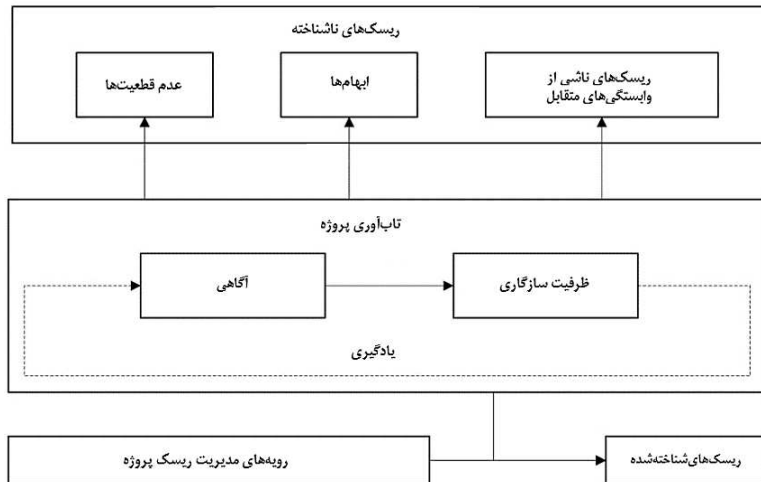 ریسک‌های ناشناخته
عدم قطعیت‌ها
ابهام‌ها
ریسک‌های ناشی از
وابستگی‌های متقابل
تاب‌آوری پروژه
آگاهی
ظرفیت سازگاری
یادگیری
رویه‌های مدیریت ریسک پروژه
ریسک‌های شناخته‌شده